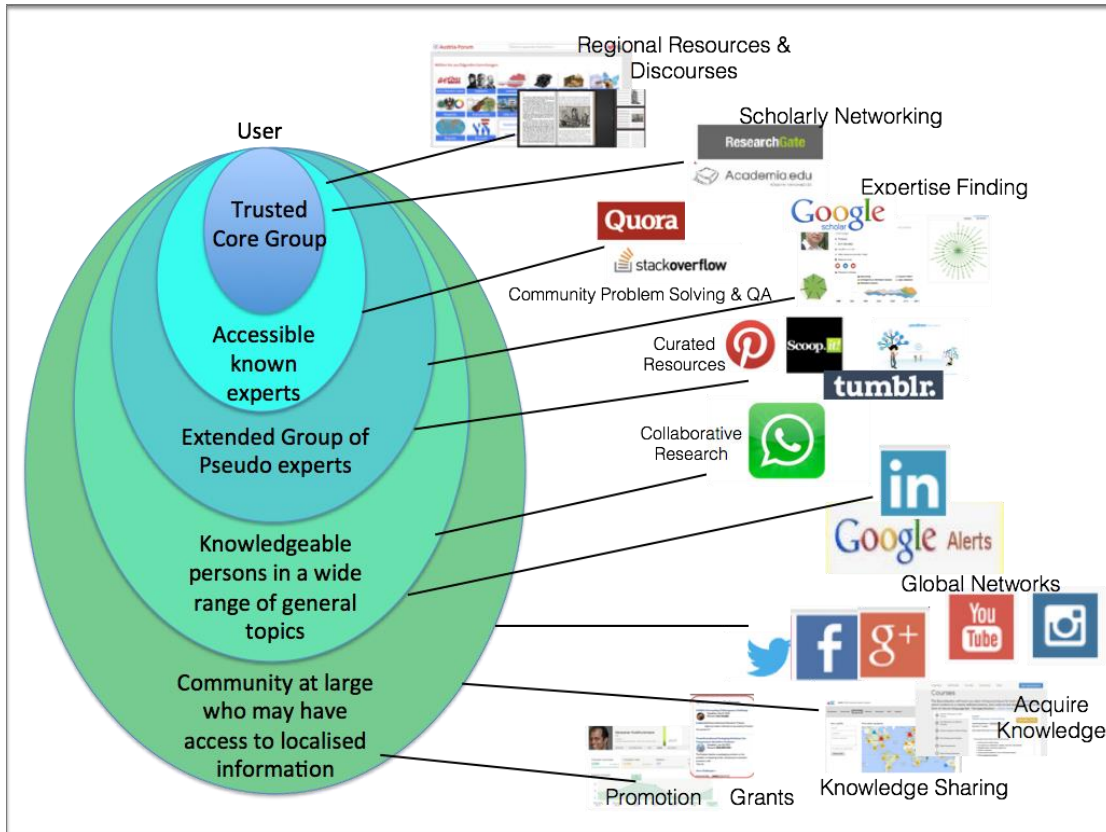 Regional Resources &
Discourses
Austria-Forum
User
Scholarly Networking
ResearchGate
Academia.edu
Expertise Finding
Google
scholar
Trusted
Core Group
Quora
stackoverflow
Community Problem Solving & QA
Accessible
known
experts
Curated
Resources
Scoop.it!
tumblr.
Extended Group of
Pseudo experts
Collaborative
Research
in
Google Alerts
Knowledgeable
persons in a wide
range of general
topics
Global Networks
f
g+
You
Tube
Community at large
who may have
access to localised
information
Courses
Acquire
Knowledge
Knowledge Sharing
Promotion
Grants